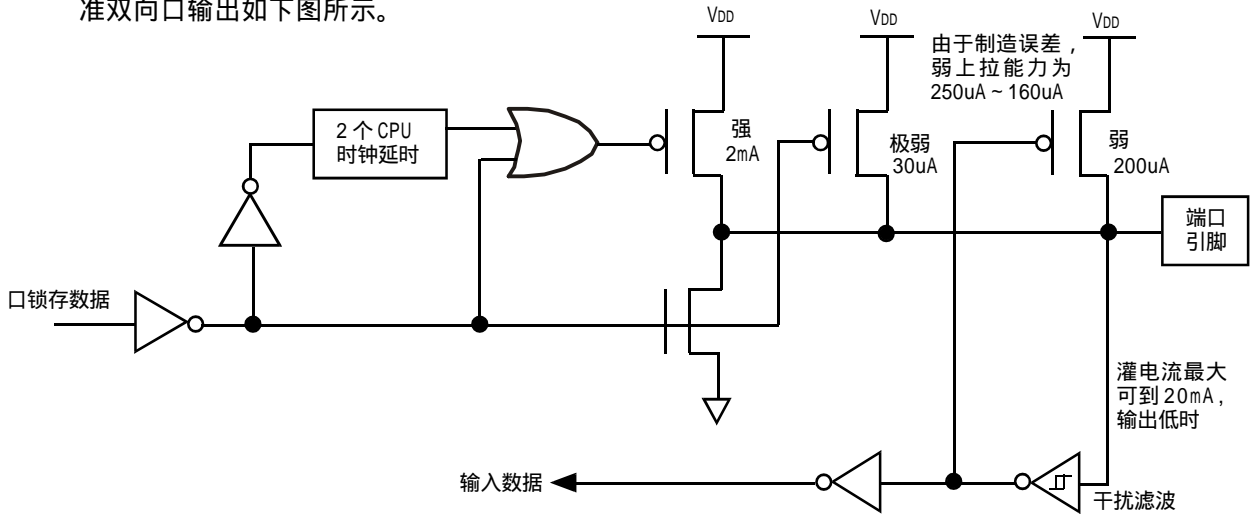 准双向口输出如下图所示。
VDD
VDD
VDD
由于制造误差，
弱上拉能力为
250uA ~ 160uA
2 个 CPU
时钟延时
强
2mA
极弱
30uA
弱
200uA
端口
引脚
口锁存数据
灌电流最大
可到 20mA，
输出低时
输入数据
干扰滤波